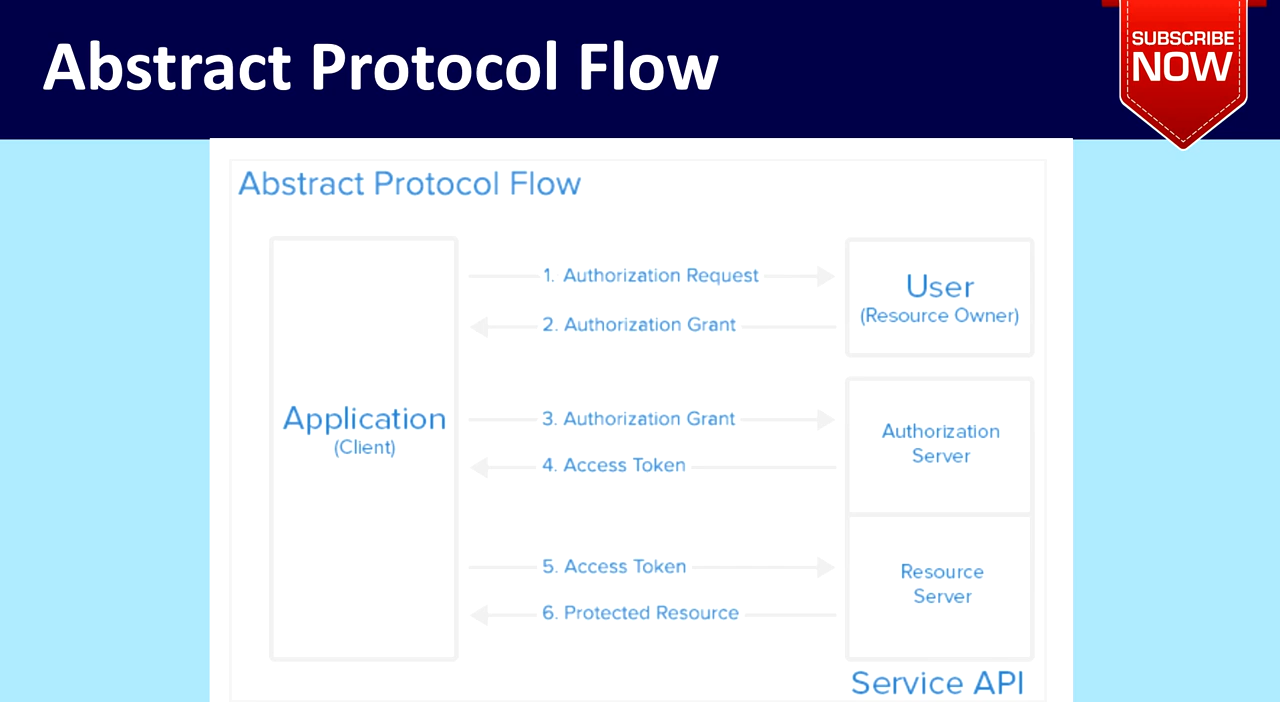 Abstract Protocol Flow
SUBSCRIBE
NOW
Abstract Protocol Flow
1. Authorization Request
User
(Resource Owner)
2. Authorization Grant
Application
(Client)
3. Authorization Grant
Authorization
Server
4. Access Token
5. Access Token
Resource
Server
6. Protected Resource
Service API